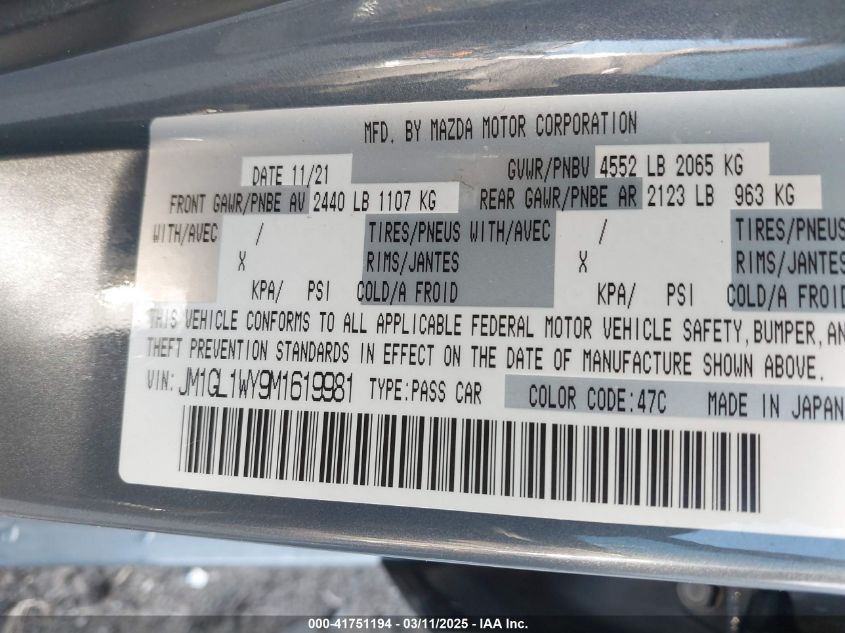 MFD. BY MAZDA MOTOR CORPORATION
DATE 11/21 GVWR/PNBV 4552 LB 2065 KG
FRONT GAWR/PNBE AV 2440 LB 1107 KG REAR GAWR/PNBE AR 2123 LB 963 KG
WITH/AVEC / TIRES/PNEUS WITH/AVEC / TIRES/PNEUS
X RIMS/JANTES X RIMS/JANTES
KPA/ PSI COLD/A FROID KPA/ PSI COLD/A FROID
THIS VEHICLE CONFORMS TO ALL APPLICABLE FEDERAL MOTOR VEHICLE SAFETY, BUMPER, AN
THEFT PREVENTION STANDARDS IN EFFECT ON THE DATE OF MANUFACTURE SHOWN ABOVE.
VIN: JM1GL1WY9M1619981 TYPE:PASS CAR COLOR CODE:47C MADE IN JAPAN
000-41751194 - 03/11/2025 - IAA Inc.